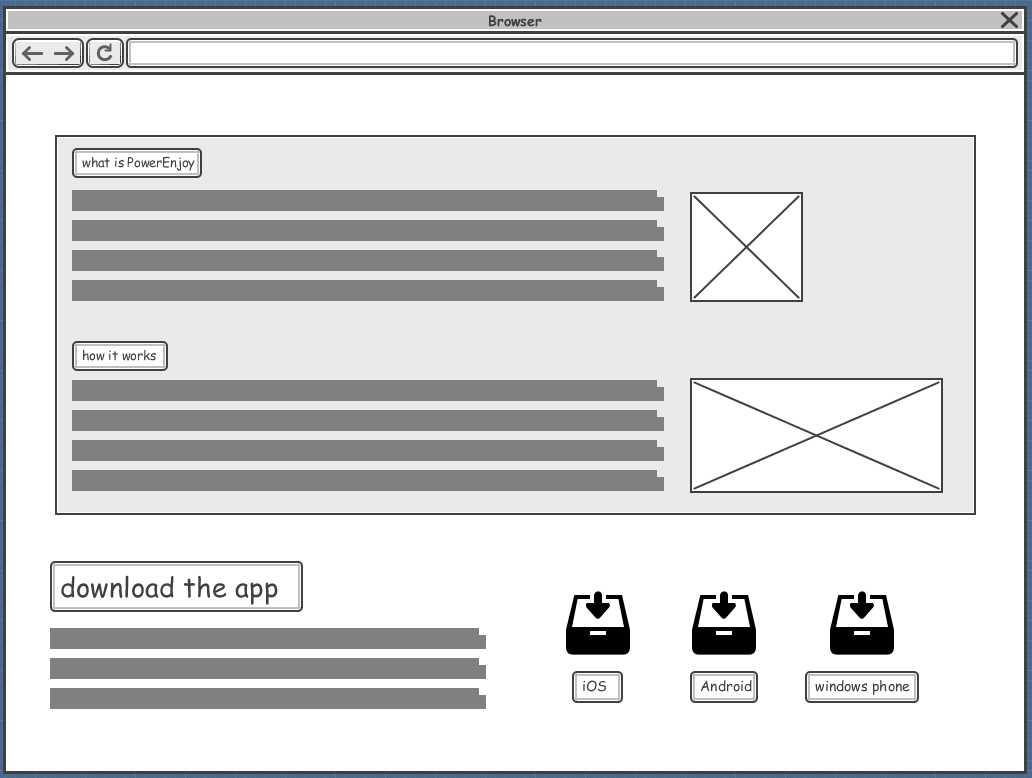 Browser
what is PowerEnjoy
how it works
download the app
iOS
Android
windows phone